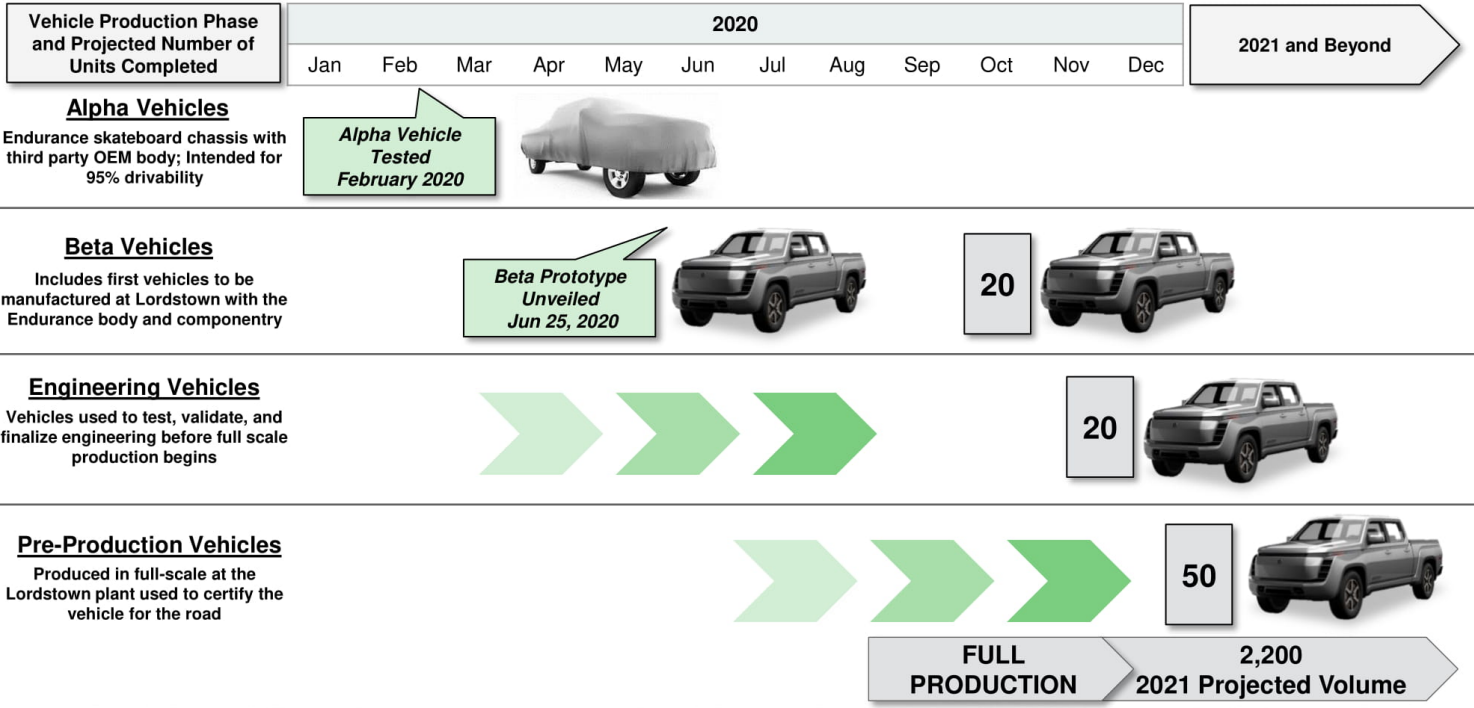 Vehicle Production Phase
and Projected Number of
Units Completed
2020
Jan Feb Mar Apr May Jun Jul Aug Sep Oct Nov Dec
2021 and Beyond
Alpha Vehicles
Endurance skateboard chassis with
third party OEM body; Intended for
95% drivability
Alpha Vehicle
Tested
February 2020
Beta Vehicles
Includes first vehicles to be
manufactured at Lordstown with the
Endurance body and componentry
Beta Prototype
Unveiled
Jun 25, 2020
20
Engineering Vehicles
Vehicles used to test, validate, and
finalize engineering before full scale
production begins
20
Pre-Production Vehicles
Produced in full-scale at the
Lordstown plant used to certify the
vehicle for the road
50
FULL
PRODUCTION
2,200
2021 Projected Volume